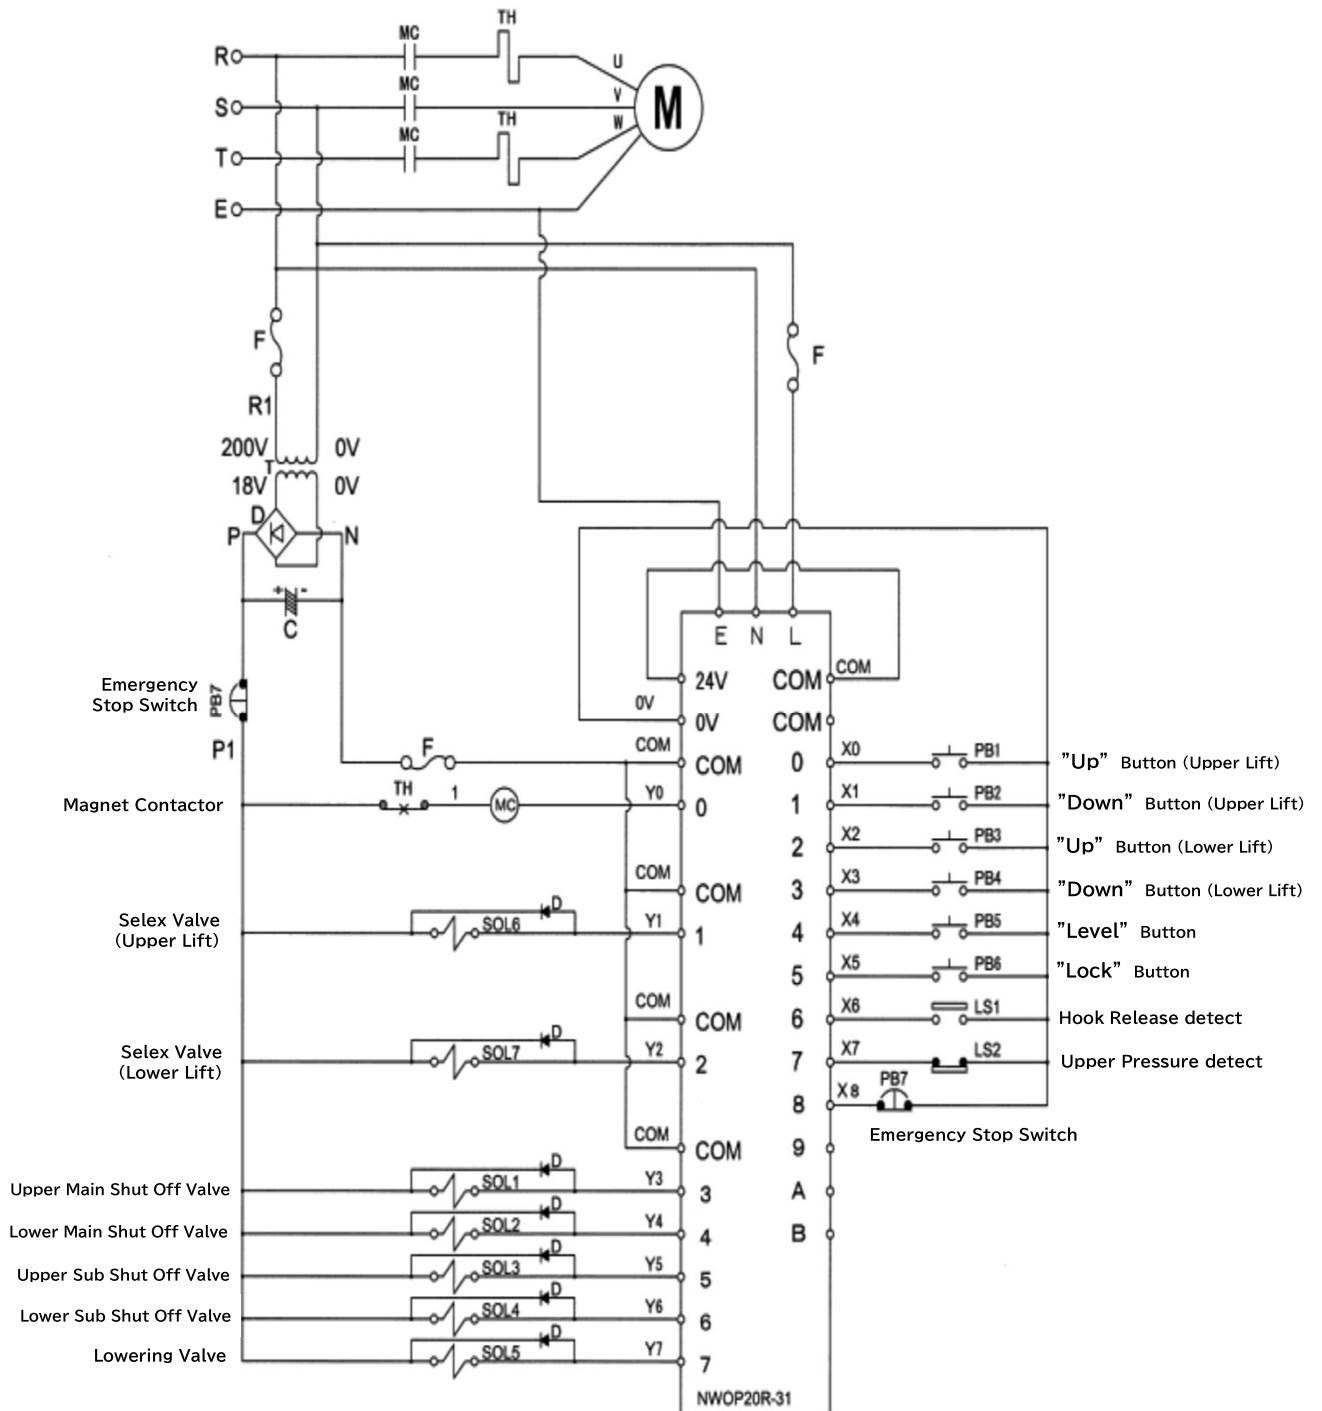 TH
MC
R
U
MC
V
S
M
TH
W
MC
T
E
F
F
R1
200V 0V
T
18V 0V
D
P N
+ -
C
E N L
COM
24V COM
Emergency
Stop Switch
PB7
0V
0V COM
P1
F
COM
COM 0 X0 PB1 "Up" Button (Upper Lift)
Magnet Contactor TH 1 MC Y0 0 1 X1 PB2 "Down" Button (Upper Lift)
2 X2 PB3 "Up" Button (Lower Lift)
COM COM 3 X3 PB4 "Down" Button (Lower Lift)
Selex Valve
(Upper Lift)
SOL6 D Y1 1 4 X4 PB5 "Level" Button
5 X5 PB6 "Lock" Button
COM COM 6 X6 LS1 Hook Release detect
Selex Valve
(Lower Lift)
SOL7 D Y2 2 7 X7 LS2 Upper Pressure detect
8 X8 PB7
Emergency Stop Switch
COM COM 9
Upper Main Shut Off Valve SOL1 D Y3 3 A
Lower Main Shut Off Valve SOL2 D Y4 4 B
Upper Sub Shut Off Valve SOL3 D Y5 5
Lower Sub Shut Off Valve SOL4 D Y6 6
Lowering Valve SOL5 D Y7 7
NWOP20R-31